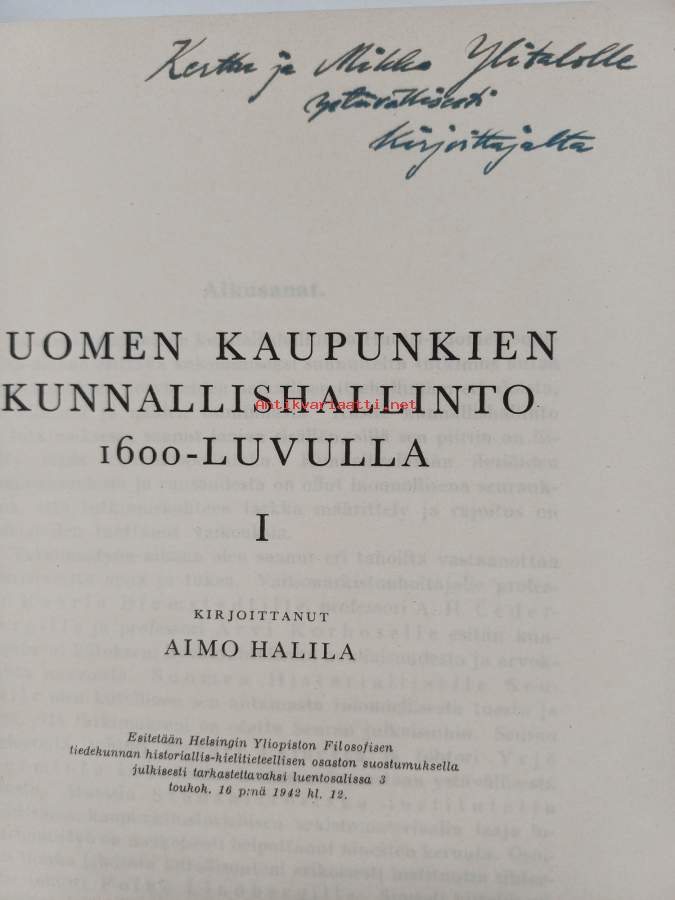 Kerttu ja Mikko Ylitalolle
ystävällisesti
Kirjoittajalta
Alkusanat.
UOMEN KAUPUNKIEN
KUNNALLISHALLINTO
Antikvariaatti.net
1600-LUVULLA
I
KIRJOITTANUT
AIMO HALILA
Esitetään Helsingin Yliopiston Filosofisen
tiedekunnan historiallis-kielitieteellisen osaston suostumuksella
julkisesti tarkastettavaksi luentosalissa 3
toukok. 16 p:nä 1942 kl. 12.